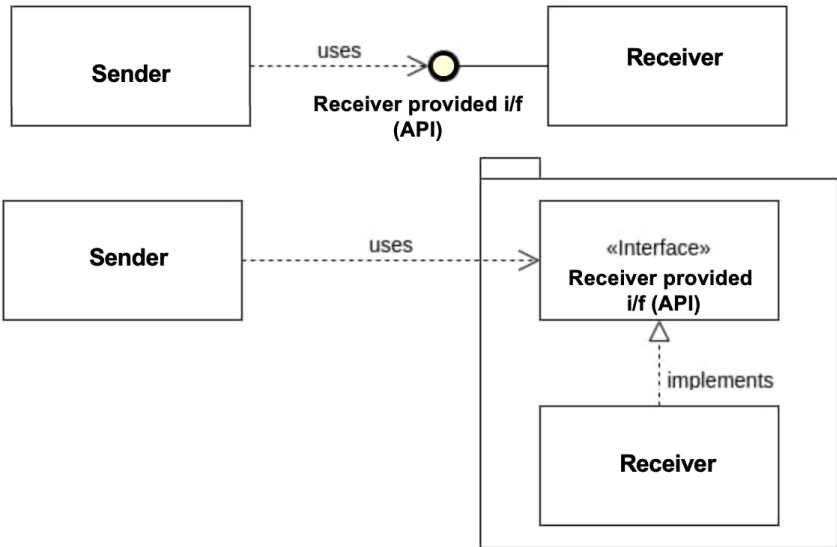 Sender
uses
Receiver
Receiver provided i/f
(API)
Sender
uses
«Interface»
Receiver provided
i/f (API)
implements
Receiver